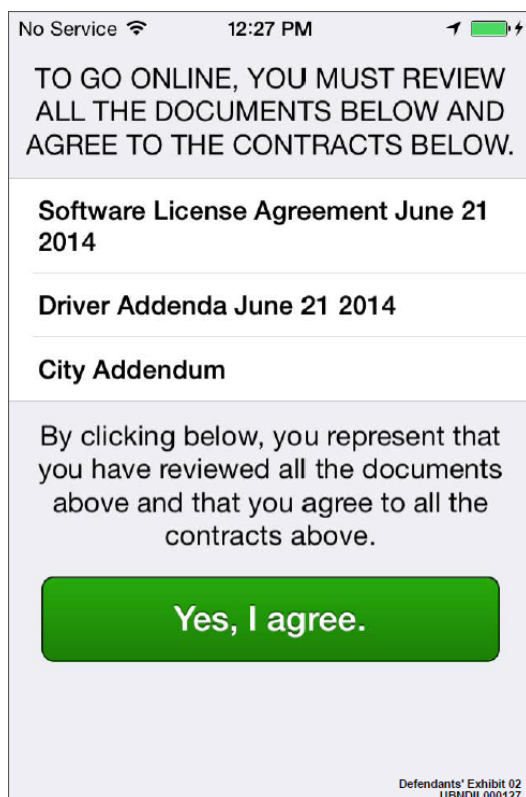 No Service 12:27 PM
TO GO ONLINE, YOU MUST REVIEW
ALL THE DOCUMENTS BELOW AND
AGREE TO THE CONTRACTS BELOW.
Software License Agreement June 21
2014
Driver Addenda June 21 2014
City Addendum
By clicking below, you represent that
you have reviewed all the documents
above and that you agree to all the
contracts above.
Yes, I agree.
Defendants' Exhibit 02